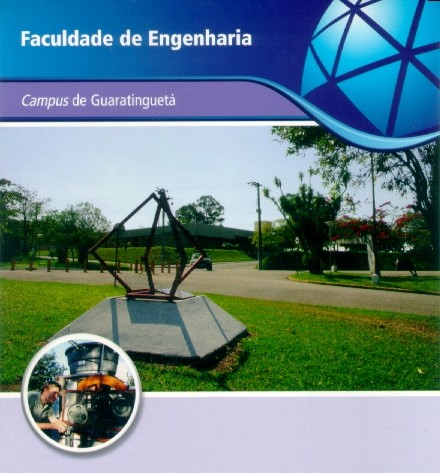 Faculdade de Engenharia
Campus de Guaratinguetá